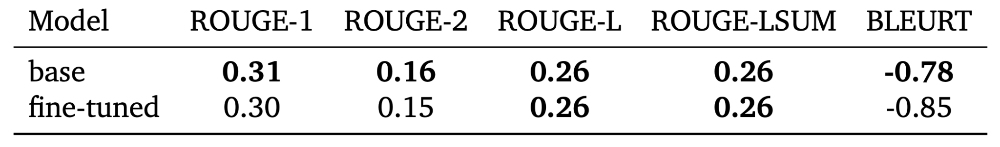 Model ROUGE-1 ROUGE-2 ROUGE-L ROUGE-LSUM BLEURT
base 0.31 0.16 0.26 0.26 -0.78
fine-tuned 0.30 0.15 0.26 0.26 -0.85